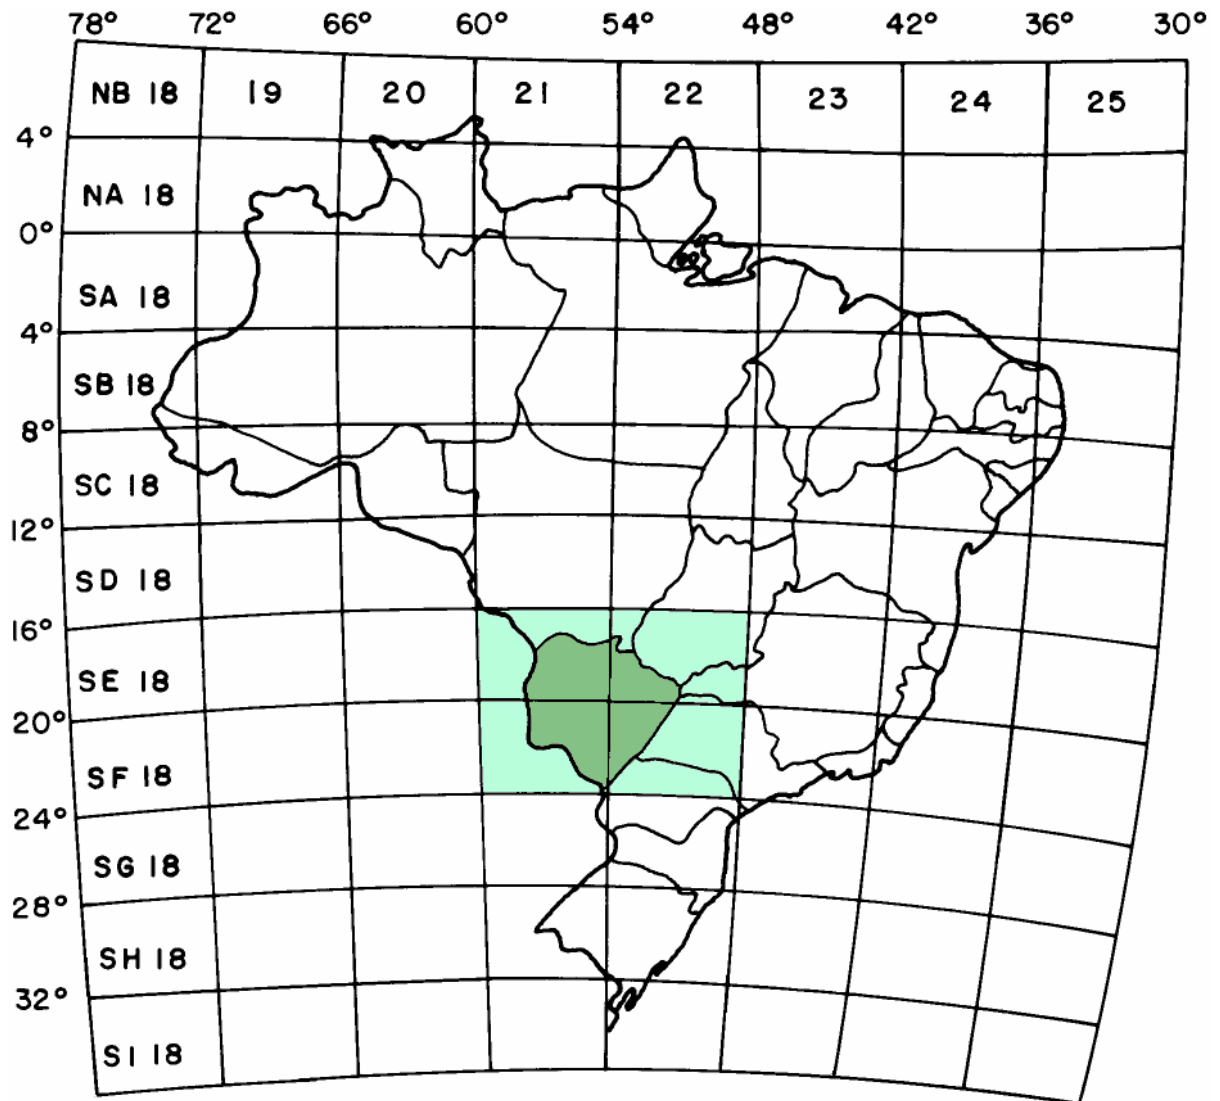 78° 72° 66° 60° 54° 48° 42° 36° 30°
NB 18 19 20 21 22 23 24 25
4°
NA 18
0°
SA 18
4°
SB 18
8°
SC 18
12°
SD 18
16°
SE 18
20°
SF 18
24°
SG 18
28°
SH 18
32°
SI 18